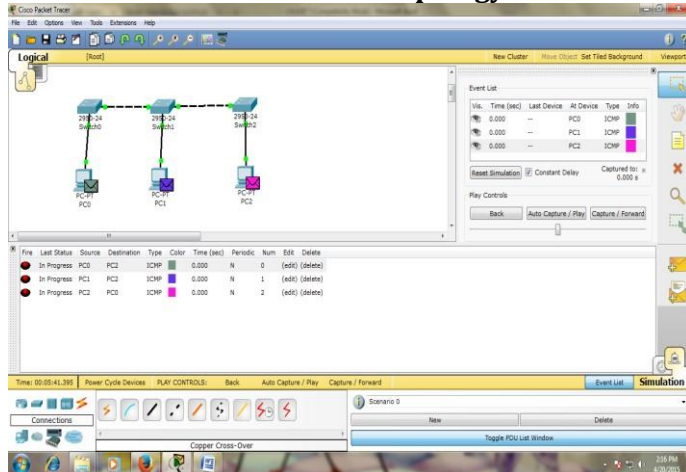 Cisco Packet Tracer
File Edit Options View Tools Extensions Help
Logical [Root] New Cluster Move Object Set Tiled Background Viewport
2950-24 Switch0
2950-24 Switch1
2950-24 Switch2
PC-PT PC0
PC-PT PC1
PC-PT PC2
Event List
Vis. Time (sec) Last Device At Device Type Info
0.000 -- PC0 ICMP
0.000 -- PC1 ICMP
0.000 -- PC2 ICMP
Reset Simulation Constant Delay Captured to: 0.000 s
Play Controls
Back Auto Capture / Play Capture / Forward
Fire Last Status Source Destination Type Color Time (sec) Periodic Num Edit Delete
In Progress PC0 PC2 ICMP 0.000 N 0 (edit) (delete)
In Progress PC1 PC2 ICMP 0.000 N 1 (edit) (delete)
In Progress PC2 PC0 ICMP 0.000 N 2 (edit) (delete)
Time: 00:05:41.395 Power Cycle Devices PLAY CONTROLS: Back Auto Capture / Play Capture / Forward Event List Simulation
Connections
Copper Cross-Over
Scenario 0
New Delete
Toggle PDU List Window
2:16 PM
4/20/2015